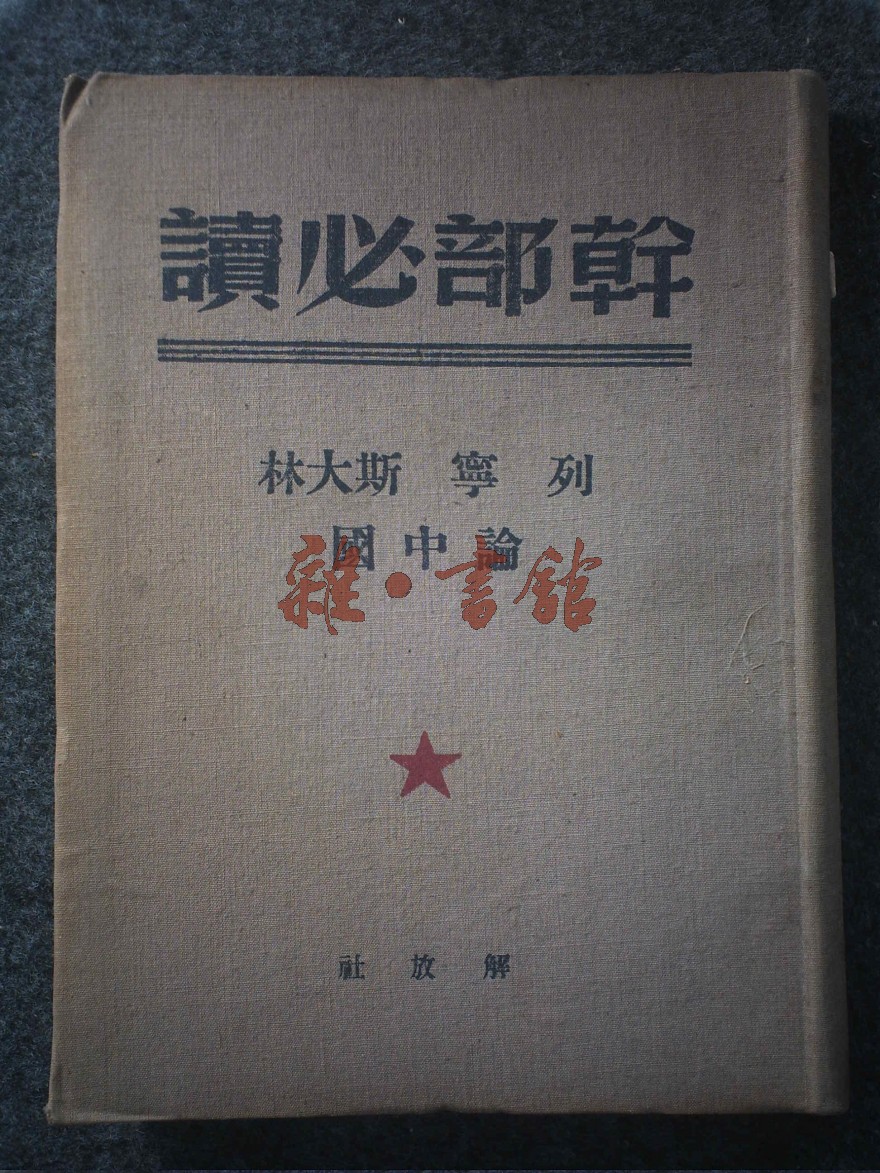 幹部必讀
列寧 斯大林
論中國
雜·書館
解放社